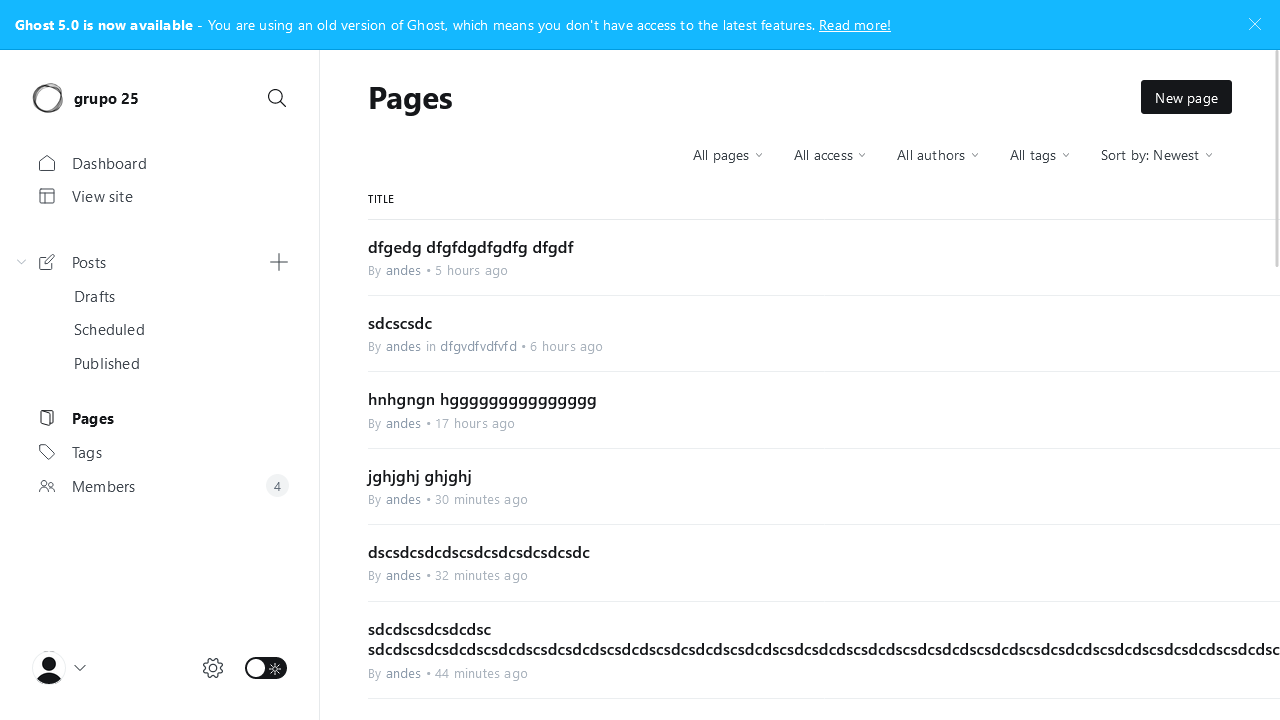 Ghost 5.0 is now available - You are using an old version of Ghost, which means you don't have access to the latest features. Read more!
grupo 25
Dashboard
View site
Posts
Drafts
Scheduled
Published
Pages
Tags
Members 4
Pages
New page
All pages All access All authors All tags Sort by: Newest
TITLE
dfgedg dfgfdgdfgdfg dfgdf
By andes • 5 hours ago
sdcscsdc
By andes in dfgvdfvdfvfd • 6 hours ago
hnhgngn hggggggggggggggg
By andes • 17 hours ago
jghjghj ghjghj
By andes • 30 minutes ago
dscsdcsdcdscsdcsdcsdcsdcsdc
By andes • 32 minutes ago
sdcdscsdcsdcdsc
By andes • 44 minutes ago